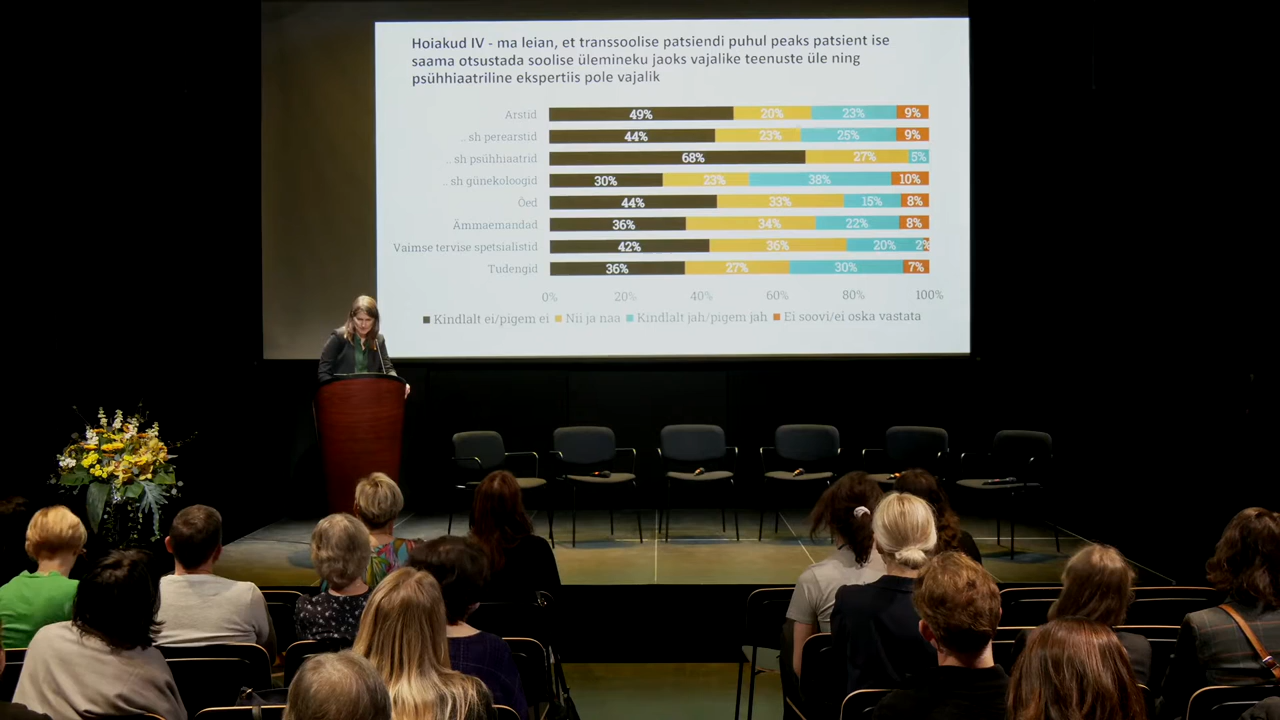 Hoiakud IV - ma leian, et transsoolise patsiendi puhul peaks patsient ise
saama otsustada soolise ülemineku jaoks vajalike teenuste üle ning
psühhiaatriline ekspertiis pole vajalik
Arstid 49% 20% 23% 9%
.. sh perearstid 44% 23% 25% 9%
.. sh psühhiaatrid 68% 27% 5%
.. sh günekoloogid 30% 23% 38% 10%
Õed 44% 33% 15% 8%
Ämmaemandad 36% 34% 22% 8%
Vaimse tervise spetsialistid 42% 36% 20% 2%
Tudengid 36% 27% 30% 7%
0% 20% 40% 60% 80% 100%
Kindlalt ei/pigem ei Nii ja naa Kindlalt jah/pigem jah Ei soovi/ei oska vastata